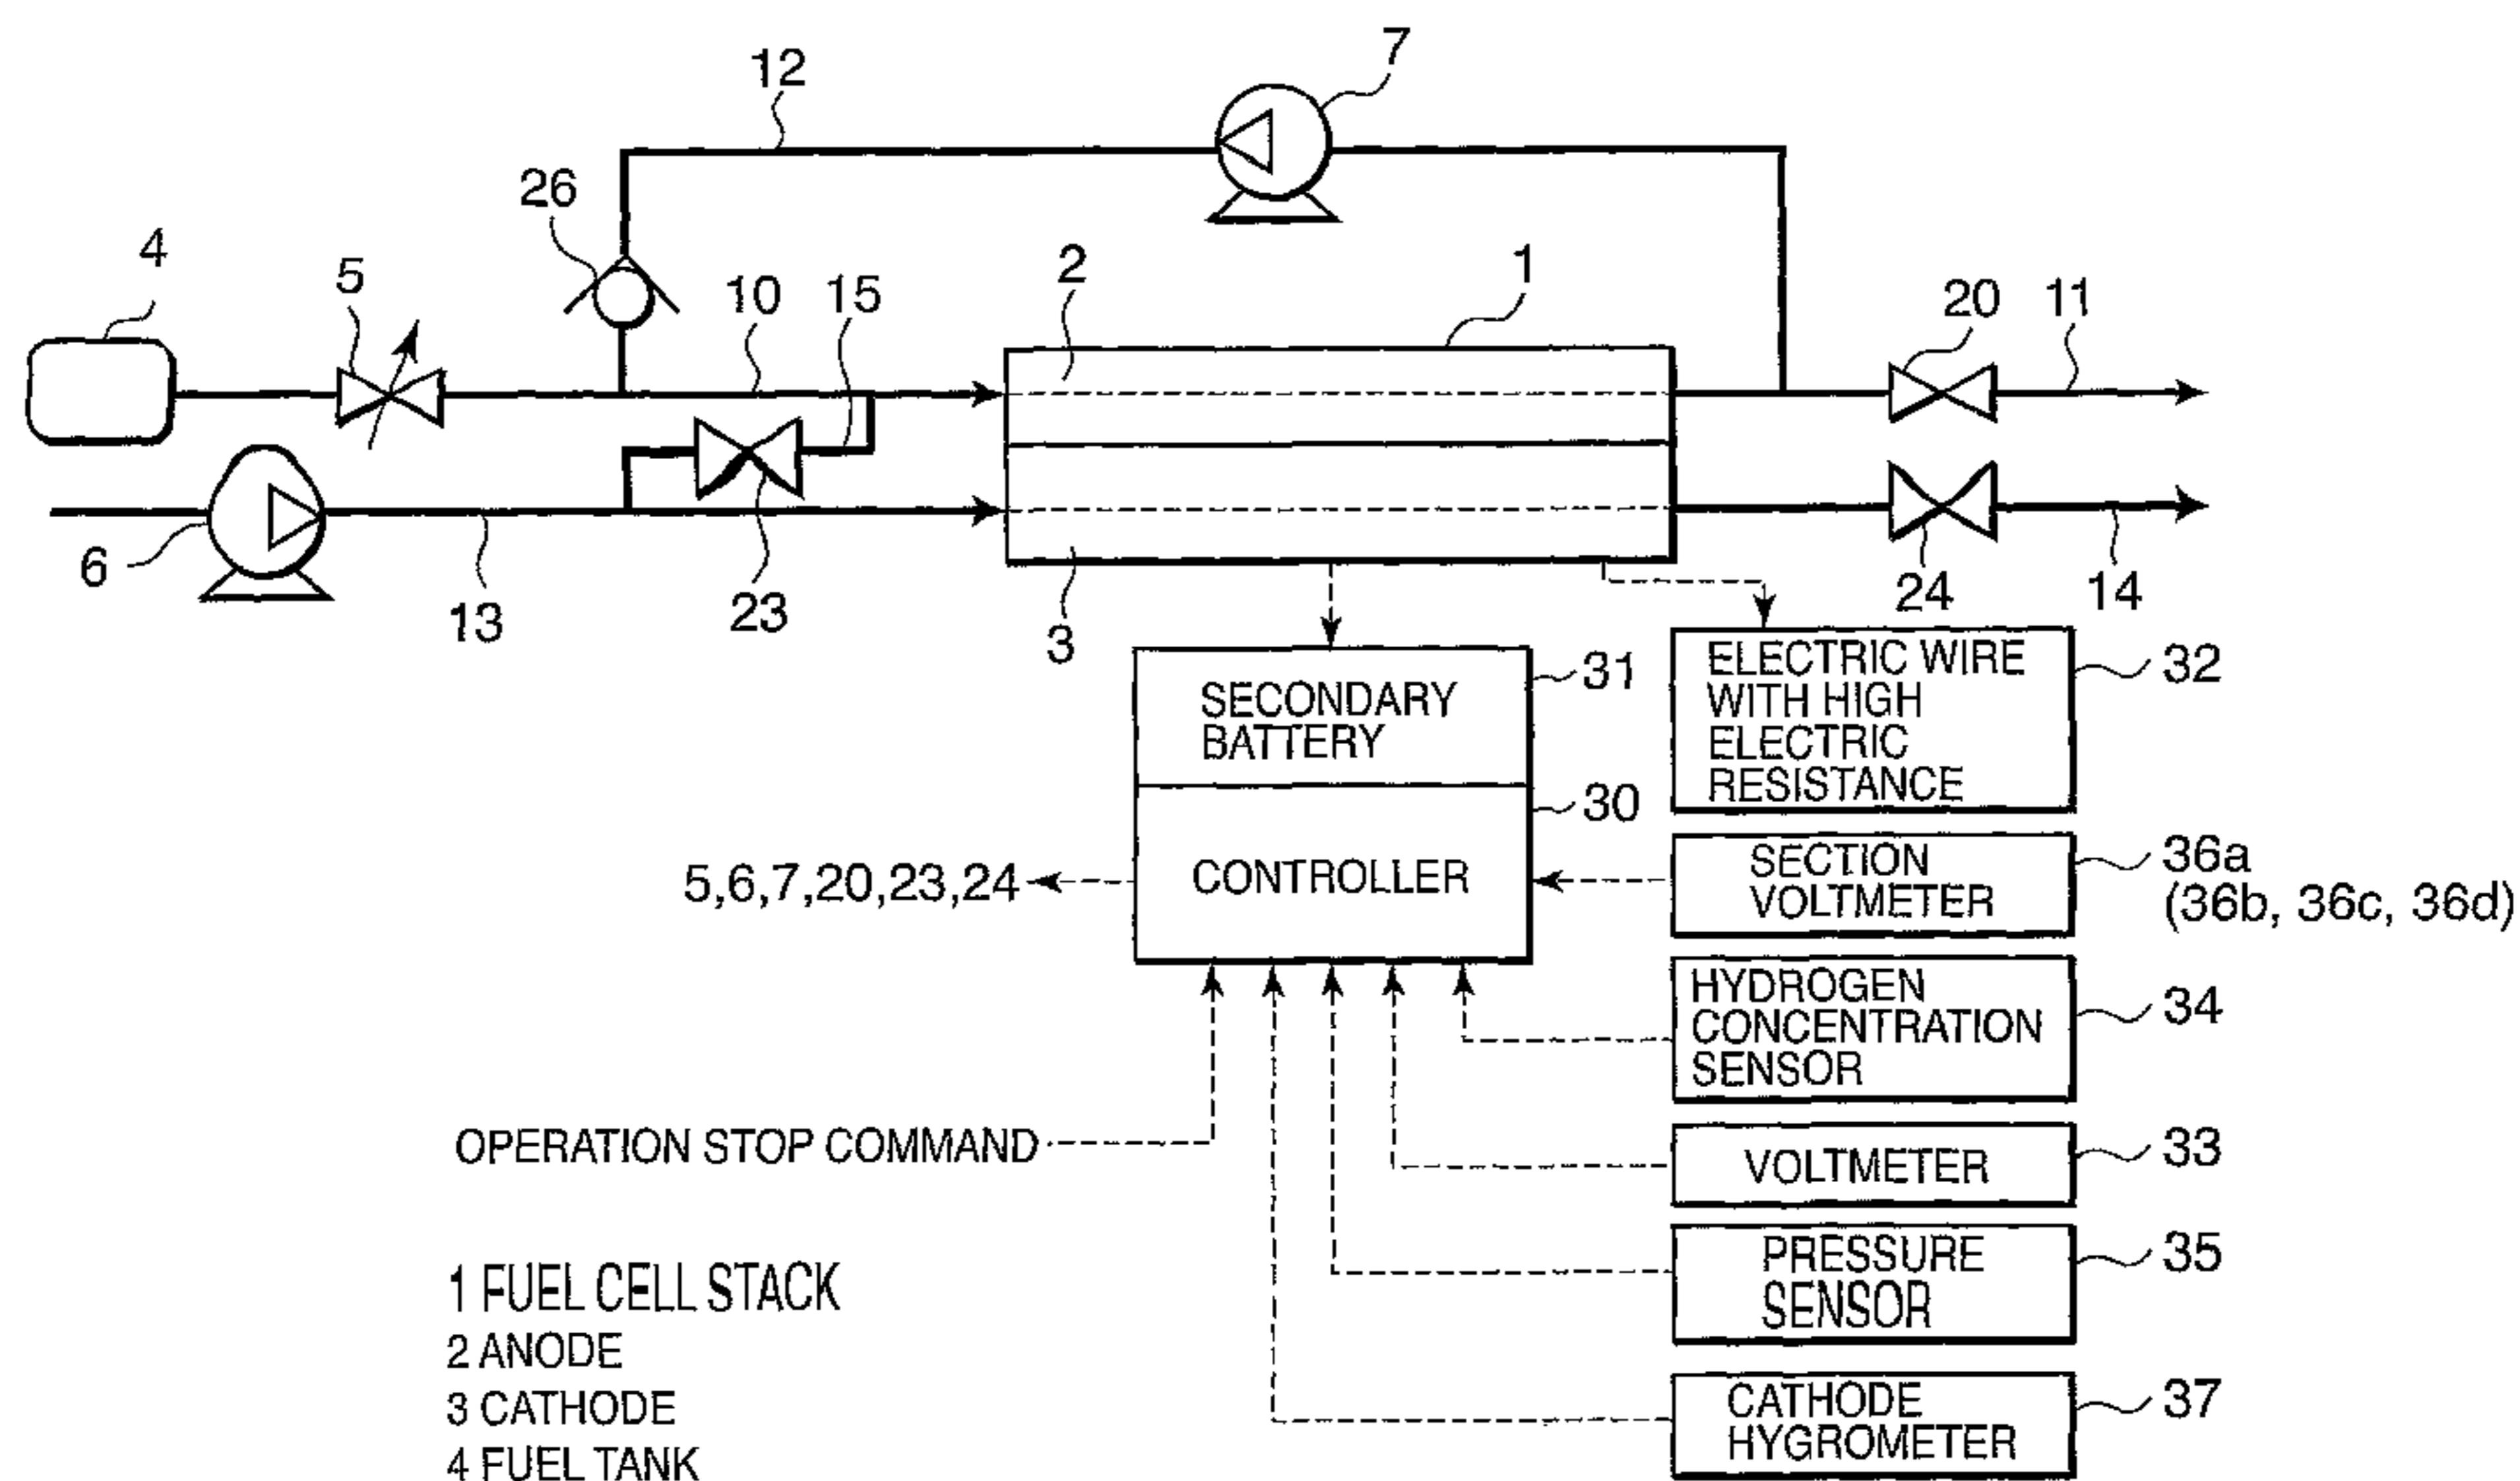 7
12
26
4
5
10
15
2
1
20
11
6
13
23
3
24
14
31
SECONDARY
BATTERY
30
CONTROLLER
5,6,7,20,23,24
ELECTRIC WIRE
WITH HIGH
ELECTRIC
RESISTANCE
32
SECTION
VOLTMETER
36a
(36b, 36c, 36d)
HYDROGEN
CONCENTRATION
SENSOR
34
OPERATION STOP COMMAND
VOLTMETER
33
PRESSURE
SENSOR
35
CATHODE
HYGROMETER
37
1 FUEL CELL STACK
2 ANODE
3 CATHODE
4 FUEL TANK